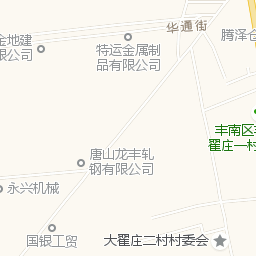 华通街
腾泽仓
金地建
限公司
特运金属制
品有限公司
丰南区
瞿庄一村
唐山龙丰轧
钢有限公司
永兴机械
国银工贸
大瞿庄二村村委会